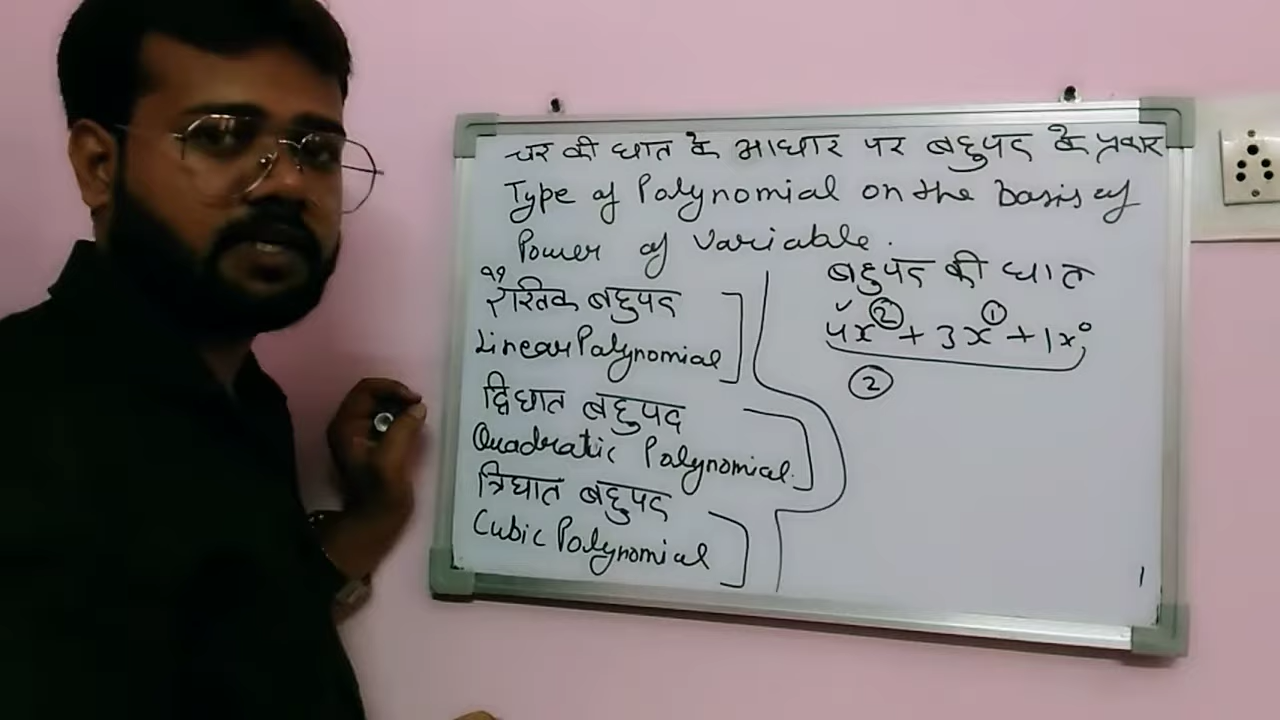 चर की घात के आधार पर बहुपद के प्रकार
Type of Polynomial on the basis of
Power of variable.
रैखिक बहुपद
Linear Polynomial
द्विघात बहुपद
Quadratic Polynomial.
त्रिघात बहुपद
Cubic Polynomial
बहुपद की घात
4x² + 3x¹ + 1x⁰
②